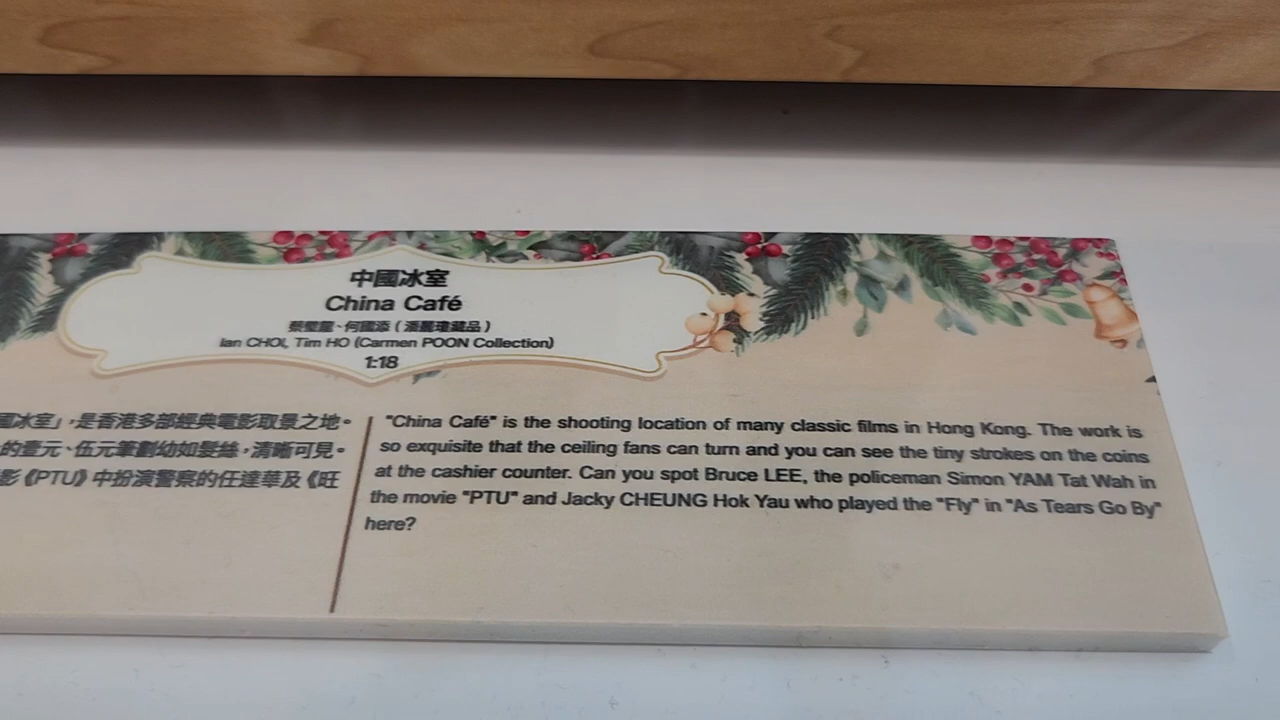 中國冰室
China Café
蔡璧龍、何國添（潘麗瓊藏品）
Ian CHOI, Tim HO (Carmen POON Collection)
1:18
國冰室」，是香港多部經典電影取景之地。
的壹元、伍元筆劃幼如髮絲，清晰可見。
影《PTU》中扮演警察的任達華及《旺
"China Café" is the shooting location of many classic films in Hong Kong. The work is
so exquisite that the ceiling fans can turn and you can see the tiny strokes on the coins
at the cashier counter. Can you spot Bruce LEE, the policeman Simon YAM Tat Wah in
the movie "PTU" and Jacky CHEUNG Hok Yau who played the "Fly" in "As Tears Go By"
here?